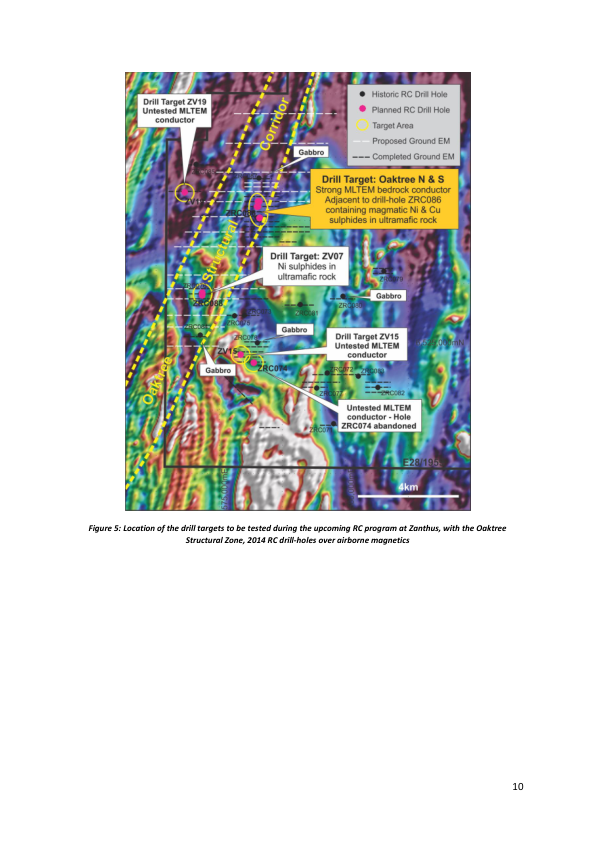 Drill Target ZV19
Untested MLTEM
conductor
Historic RC Drill Hole
Planned RC Drill Hole
Target Area
Proposed Ground EM
Completed Ground EM
Corridor
Gabbro
Drill Target: Oaktree N & S
Strong MLTEM bedrock conductor
Adjacent to drill-hole ZRC086
containing magmatic Ni & Cu
sulphides in ultramafic rock
Structural
Drill Target: ZV07
Ni sulphides in
ultramafic rock
Gabbro
ZRC081
ZRC078
Gabbro
Drill Target ZV15
Untested MLTEM
conductor
ZV15
ZRC074
Gabbro
ZRC072
ZRC082
Oaktree
Untested MLTEM
conductor - Hole
ZRC074 abandoned
4km
Figure 5: Location of the drill targets to be tested during the upcoming RC program at Zanthus, with the Oaktree
Structural Zone, 2014 RC drill-holes over airborne magnetics
10